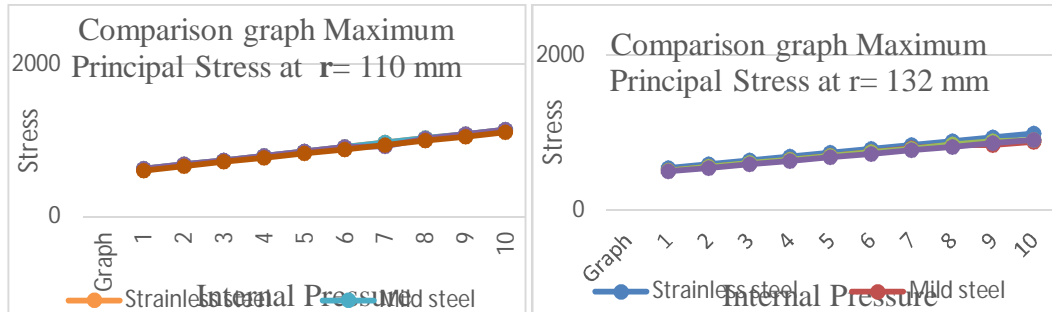 Comparison graph Maximum
Principal Stress at r= 110 mm
2000
0
Stress
Graph
1
2
3
4
5
6
7
8
9
10
Internal Pressure
Strainless steel
Mild steel
Comparison graph Maximum
Principal Stress at r= 132 mm
2000
0
Stress
Graph
1
2
3
4
5
6
7
8
9
10
Internal Pressure
Strainless steel
Mild steel